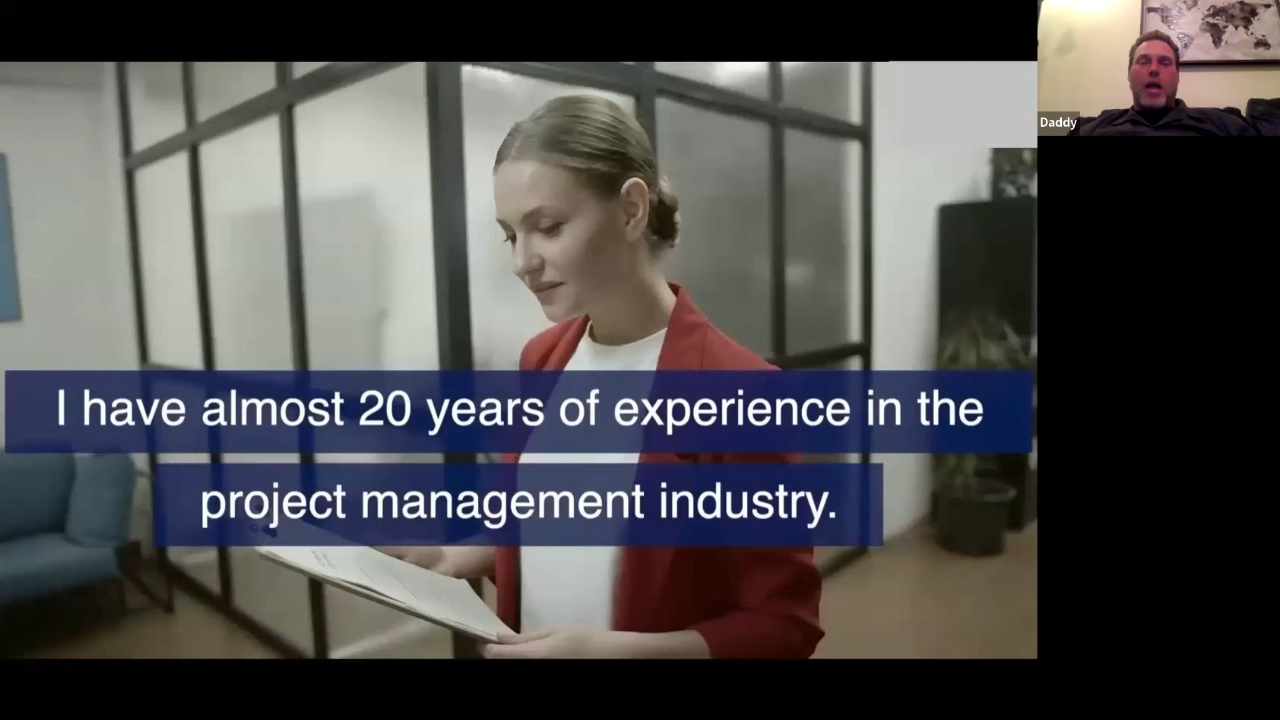 Daddy
I have almost 20 years of experience in the
project management industry.